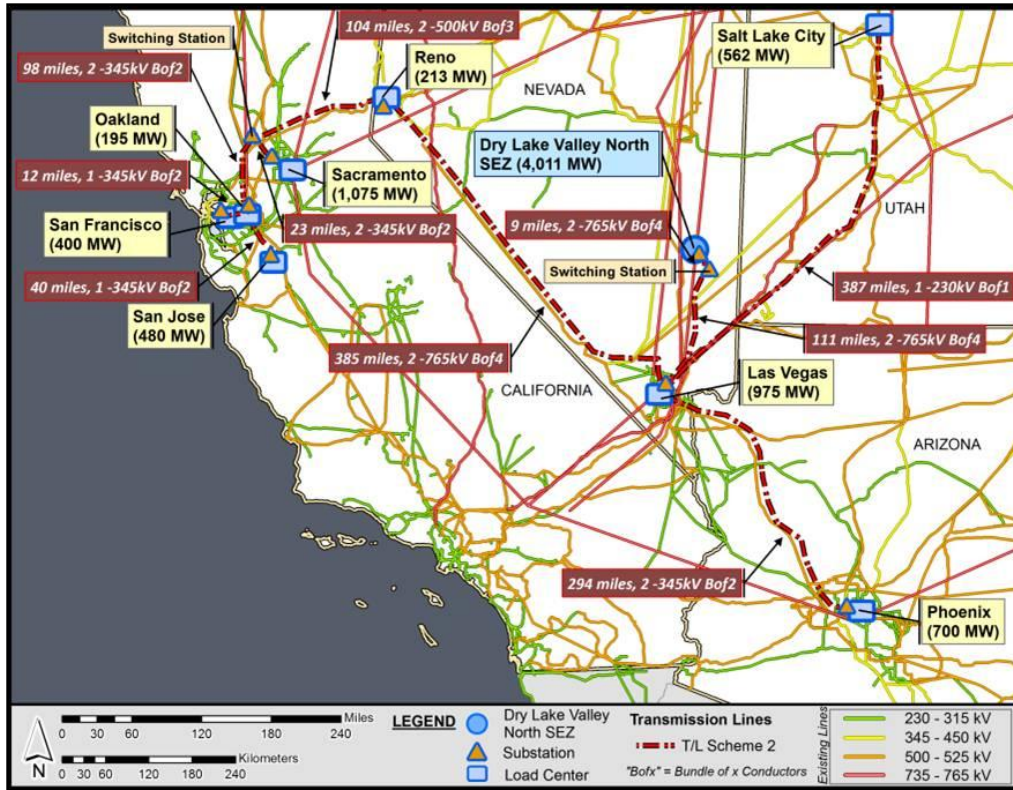 104 miles, 2 -500kV Bof3
Switching Station
98 miles, 2 -345kV Bof2
Reno
(213 MW)
Salt Lake City
(562 MW)
NEVADA
Oakland
(195 MW)
Dry Lake Valley North
SEZ (4,011 MW)
12 miles, 1 -345kV Bof2
Sacramento
(1,075 MW)
UTAH
San Francisco
(400 MW)
23 miles, 2 -345kV Bof2
9 miles, 2 -765kV Bof4
Switching Station
40 miles, 1 -345kV Bof2
387 miles, 1 -230kV Bof1
San Jose
(480 MW)
111 miles, 2 -765kV Bof4
385 miles, 2 -765kV Bof4
CALIFORNIA
Las Vegas
(975 MW)
ARIZONA
294 miles, 2 -345kV Bof2
Phoenix
(700 MW)
Miles
0 30 60 120 180 240
Kilometers
0 30 60 120 180 240
N
LEGEND
Dry Lake Valley
North SEZ
Substation
Load Center
Transmission Lines
T/L Scheme 2
"Bofx" = Bundle of x Conductors
Existing Lines
230 - 315 kV
345 - 450 kV
500 - 525 kV
735 - 765 kV